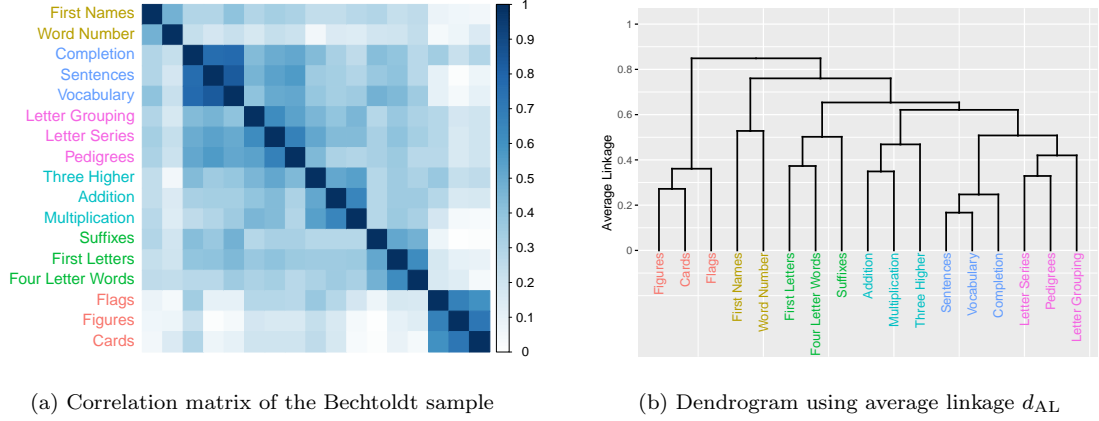 First Names
Word Number
Completion
Sentences
Vocabulary
Letter Grouping
Letter Series
Pedigrees
Three Higher
Addition
Multiplication
Suffixes
First Letters
Four Letter Words
Flags
Figures
Cards
1
0.9
0.8
0.7
0.6
0.5
0.4
0.3
0.2
0.1
0
Average Linkage
1
0.8
0.6
0.4
0.2
0
Figures
Cards
Flags
First Names
Word Number
First Letters
Four Letter Words
Suffixes
Addition
Multiplication
Three Higher
Sentences
Vocabulary
Completion
Letter Series
Pedigrees
Letter Grouping
(a) Correlation matrix of the Bechtoldt sample
(b) Dendrogram using average linkage d_AL